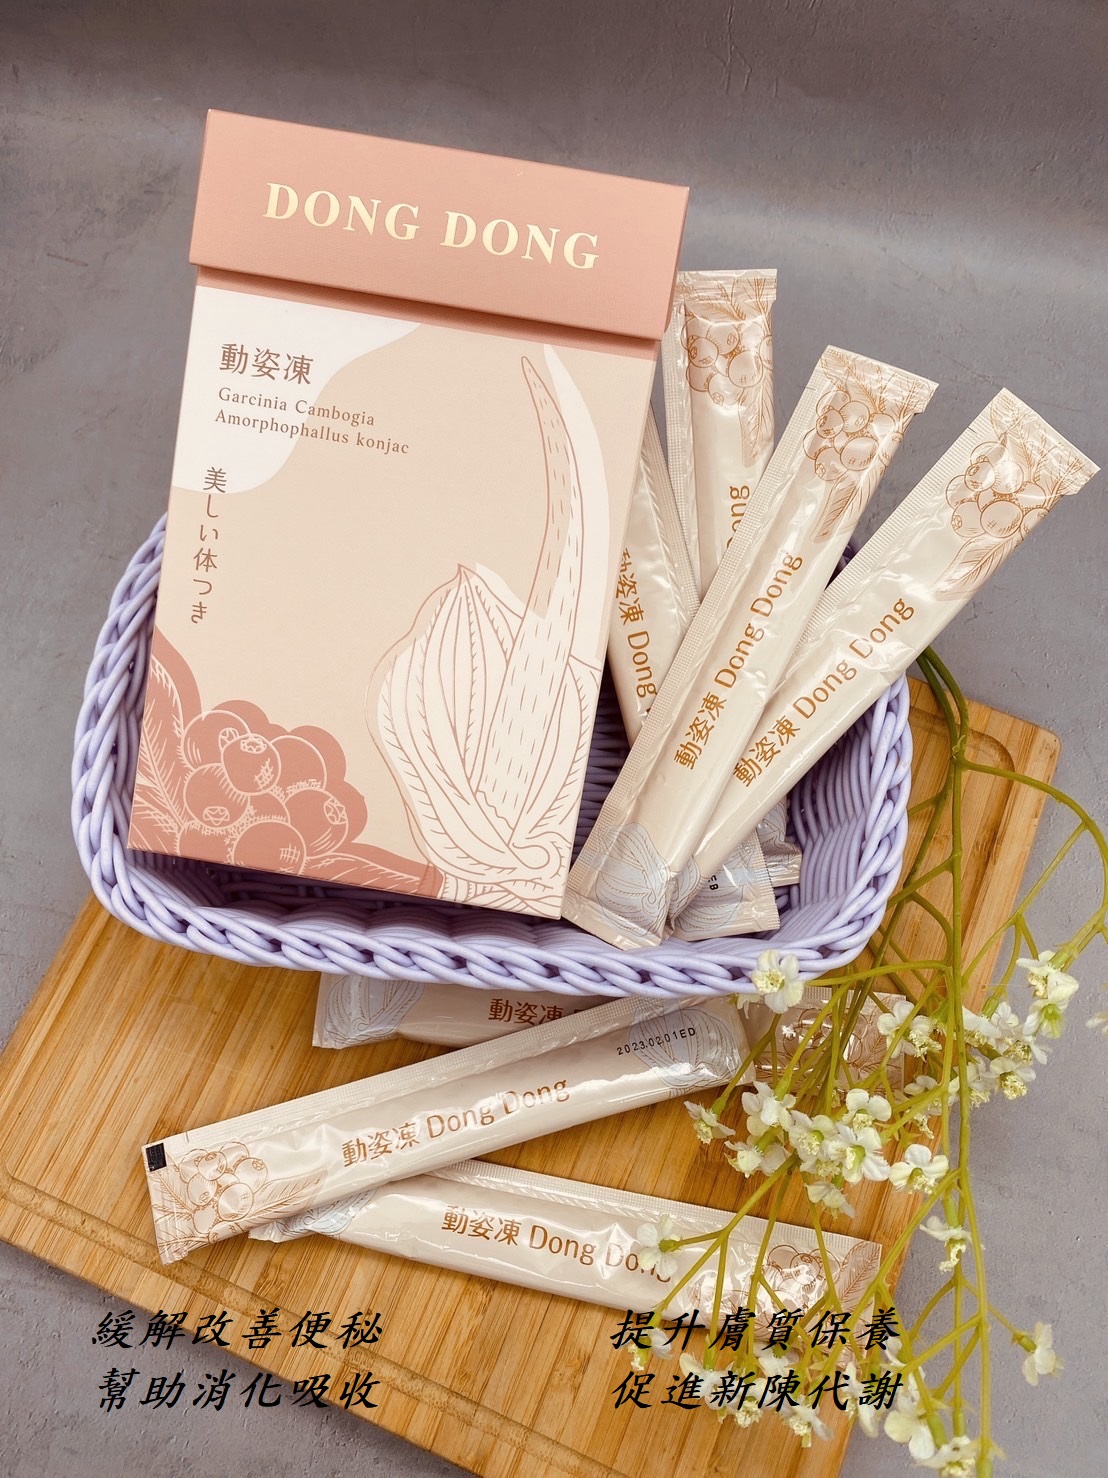 DONG DONG
動姿凍
Garcinia Cambogia
Amorphophallus konjac
美しい体つき
ong
動姿凍 Dong
動姿凍 Dong Dong
動姿凍 Dong Dong
動姿凍
2023.02.01ED
動姿凍 Dong Dong
動姿凍 Dong Dong
緩解改善便秘
幫助消化吸收
提升膚質保養
促進新陳代謝